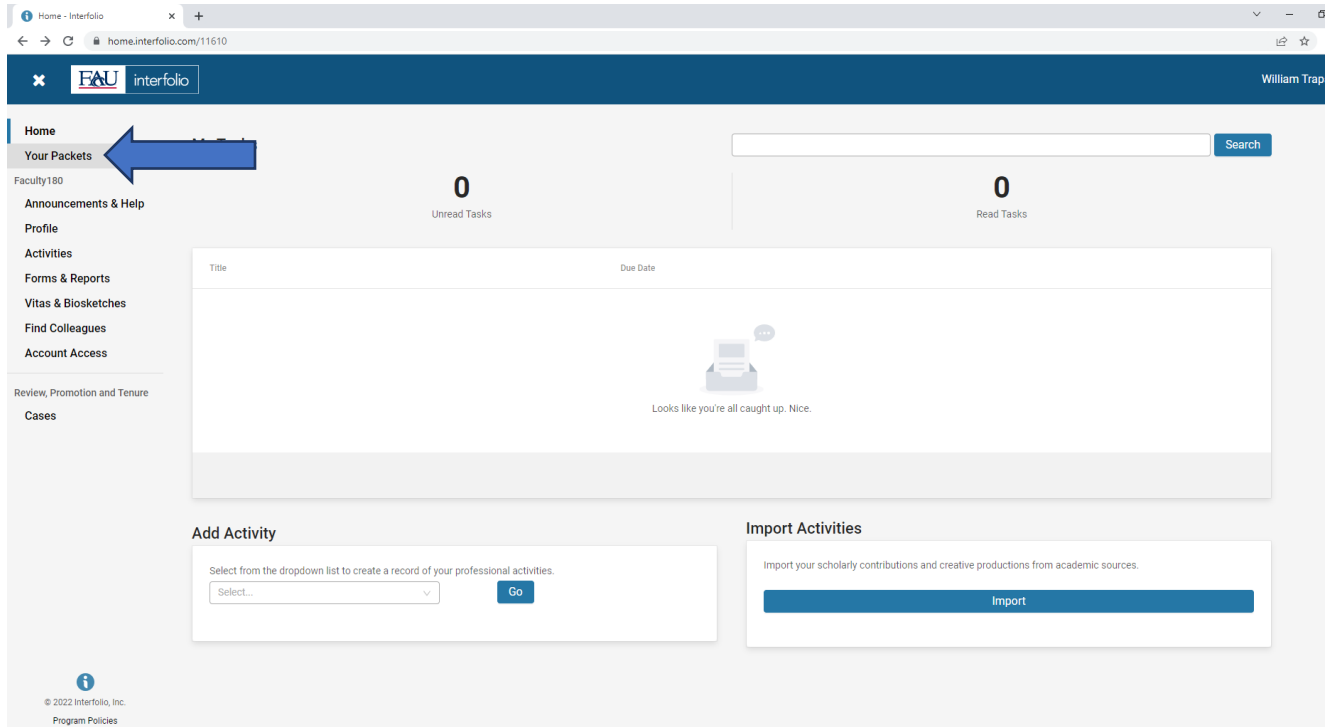 Home - Interfolio
home.interfolio.com/11610
FAU interfolio
William Trap
Home
Your Packets
Faculty180
Announcements & Help
Profile
Activities
Forms & Reports
Vitas & Biosketches
Find Colleagues
Account Access
Review, Promotion and Tenure
Cases
Search
0
Unread Tasks
0
Read Tasks
Title Due Date
Looks like you're all caught up. Nice.
Add Activity
Select from the dropdown list to create a record of your professional activities.
Select...
Go
Import Activities
Import your scholarly contributions and creative productions from academic sources.
Import
© 2022 Interfolio, Inc.
Program Policies